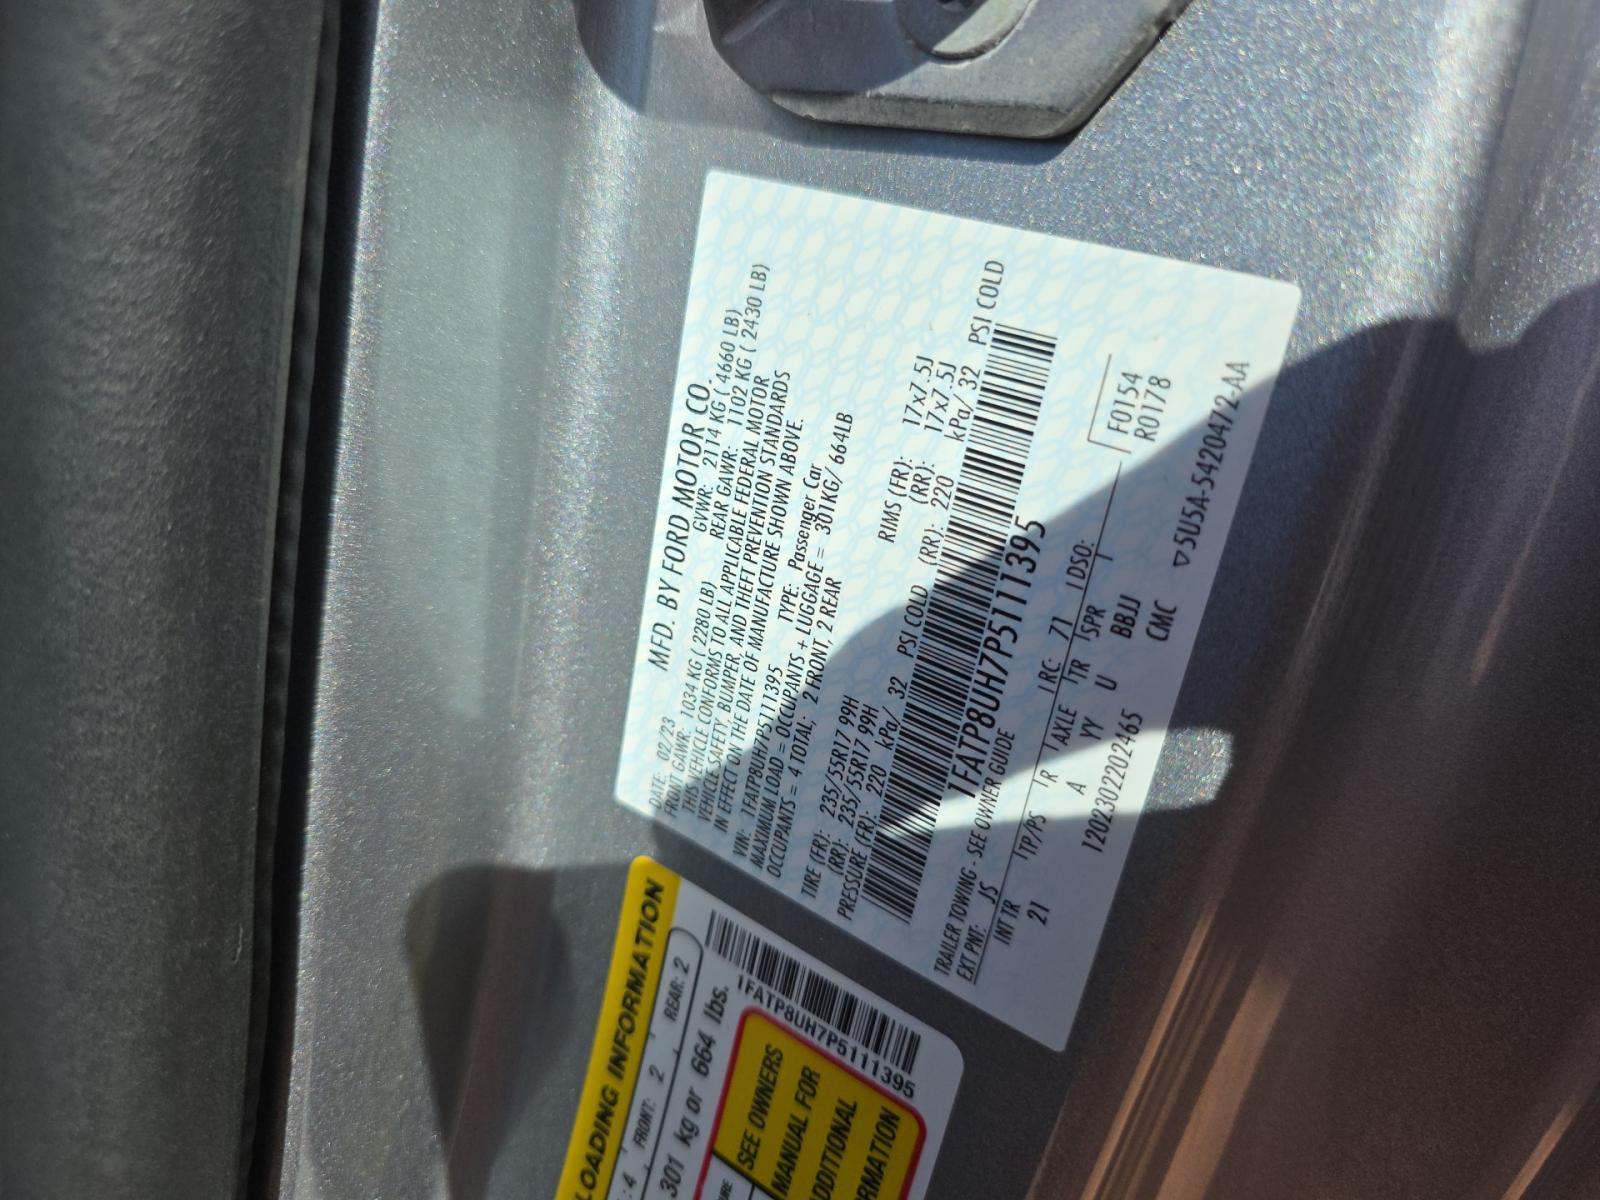 MFD. BY FORD MOTOR CO.
DATE: 02/23 GVWR: 2114 KG ( 4660 LB)
FRONT GAWR: 1034 KG ( 2280 LB) REAR GAWR: 1102 KG ( 2430 LB)
THIS VEHICLE CONFORMS TO ALL APPLICABLE FEDERAL MOTOR
VEHICLE SAFETY, BUMPER, AND THEFT PREVENTION STANDARDS
IN EFFECT ON THE DATE OF MANUFACTURE SHOWN ABOVE.
VIN: 1FATP8UH7P5111395 TYPE: Passenger Car
MAXIMUM LOAD = OCCUPANTS + LUGGAGE = 301KG/ 664LB
OCCUPANTS = 4 TOTAL; 2 FRONT, 2 REAR
TIRE (FR): 235/55R17 99H RIMS (FR): 17x7.5J
(RR): 235/55R17 99H (RR): 17x7.5J
PRESSURE (FR): 220 kPa/ 32 PSI COLD (RR): 220 kPa/ 32 PSI COLD
1FATP8UH7P5111395
TRAILER TOWING - SEE OWNER GUIDE
EXT PNT: JS RC: 71 DSO: F0154
INT TR TP/PS R AXLE TR SPR R0178
21 A YY U BBJJ
12023022022465 CMC ▽5U5A-5420472-AA
LOADING INFORMATION
: 4 FRONT: 2 REAR: 2
301 kg or 664 lbs.
1FATP8UH7P5111395
SEE OWNERS
MANUAL FOR
ADDITIONAL